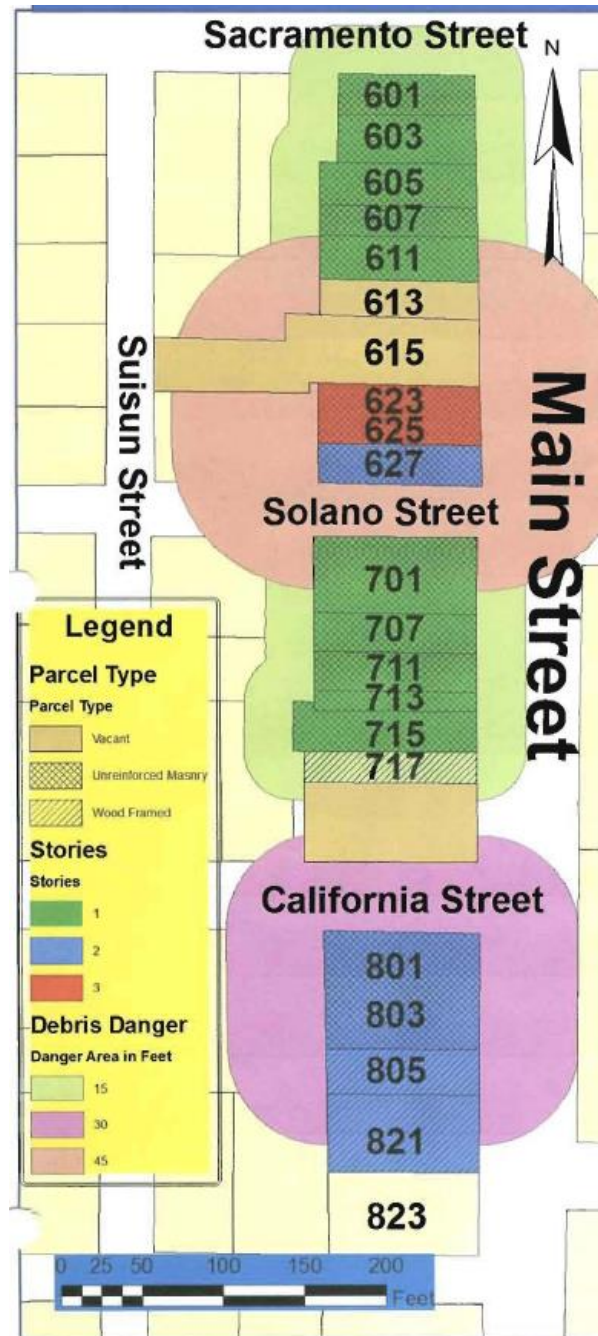 Sacramento Street
N
601
603
605
607
611
613
615
623
625
627
Suisun Street
Main Street
Solano Street
701
707
711
713
715
717
Legend
Parcel Type
Parcel Type
Vacant
Unreinforced Masnry
Wood Framed
Stories
Stories
1
2
3
Debris Danger
Danger Area in Feet
15
30
45
California Street
801
803
805
821
823
0 25 50 100 150 200
Feet